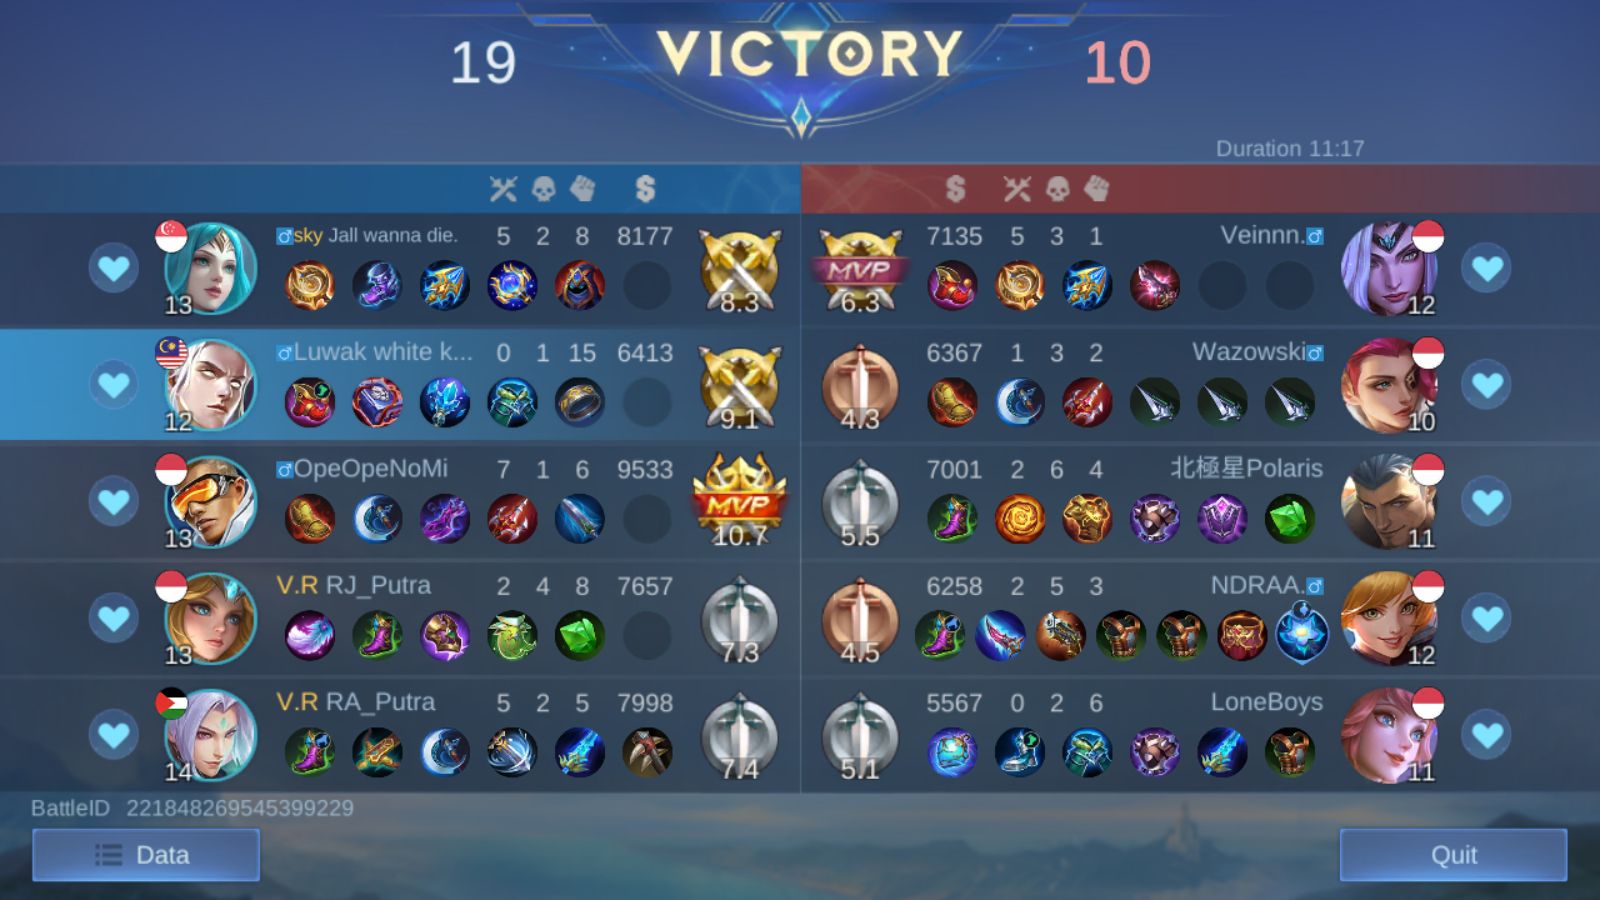 19 VICTORY 10
Duration 11:17
sky Jall wanna die. 5 2 8 8177
13 8.3
MVP 7135 5 3 1 Veinnn.
6.3 12
Luwak white k... 0 1 15 6413
12 9.1
6367 1 3 2 Wazowski
4.3 10
OpeOpeNoMi 7 1 6 9533
MVP
13 10.7
7001 2 6 4 北極星Polaris
5.5 11
V.R RJ_Putra 2 4 8 7657
13 7.3
6258 2 5 3 NDRAA.
4.5 12
V.R RA_Putra 5 2 5 7998
14 7.4
5567 0 2 6 LoneBoys
5.1 11
BattleID 221848269545399229
Data
Quit